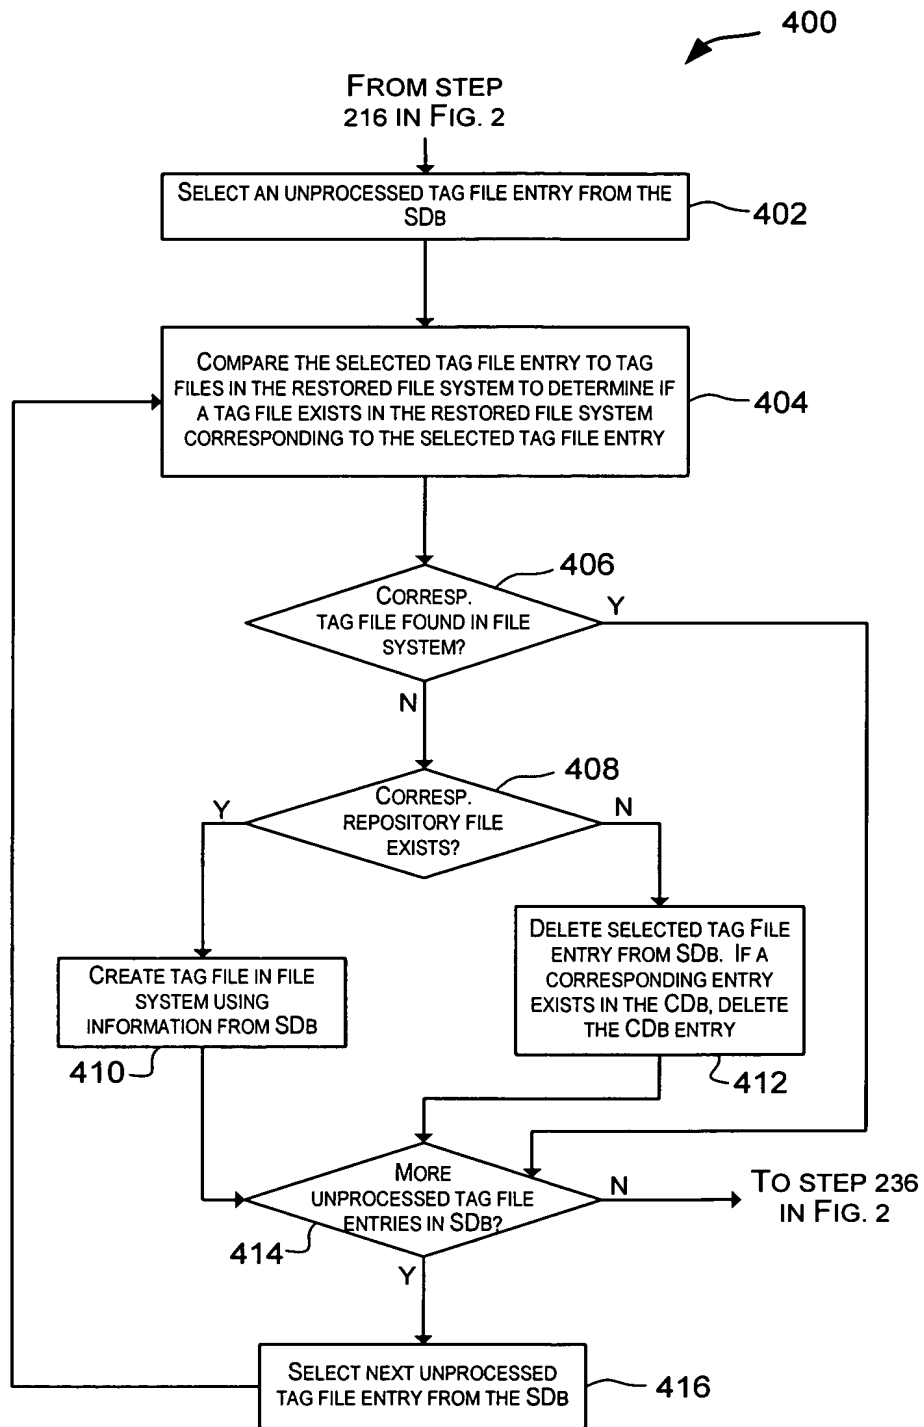 400
FROM STEP
216 IN FIG. 2
SELECT AN UNPROCESSED TAG FILE ENTRY FROM THE
SDB
402
COMPARE THE SELECTED TAG FILE ENTRY TO TAG
FILES IN THE RESTORED FILE SYSTEM TO DETERMINE IF
A TAG FILE EXISTS IN THE RESTORED FILE SYSTEM
CORRESPONDING TO THE SELECTED TAG FILE ENTRY
404
406
CORRESP.
TAG FILE FOUND IN FILE
SYSTEM?
Y
N
408
CORRESP.
REPOSITORY FILE
EXISTS?
Y
N
CREATE TAG FILE IN FILE
SYSTEM USING
INFORMATION FROM SDB
410
DELETE SELECTED TAG FILE
ENTRY FROM SDB. IF A
CORRESPONDING ENTRY
EXISTS IN THE CDB, DELETE
THE CDB ENTRY
412
MORE
UNPROCESSED TAG FILE
ENTRIES IN SDB?
414
N
TO STEP 236
IN FIG. 2
Y
SELECT NEXT UNPROCESSED
TAG FILE ENTRY FROM THE SDB
416